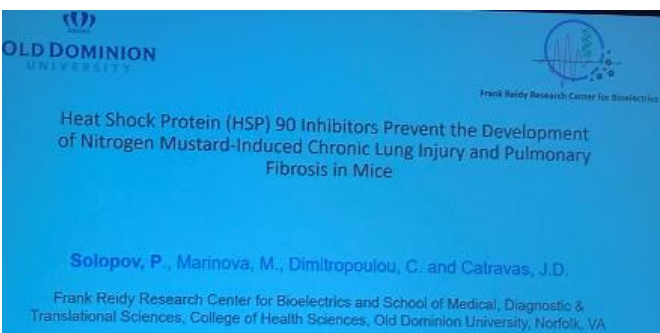 OLD DOMINION
UNIVERSITY
Frank Reidy Research Center for Bioelectrics
Heat Shock Protein (HSP) 90 Inhibitors Prevent the Development
of Nitrogen Mustard-Induced Chronic Lung Injury and Pulmonary
Fibrosis in Mice
Solopov, P., Marinova, M., Dimitropoulou, C. and Catravas, J.D.
Frank Reidy Research Center for Bioelectrics and School of Medical, Diagnostic &
Translational Sciences, College of Health Sciences, Old Dominion University, Norfolk, VA